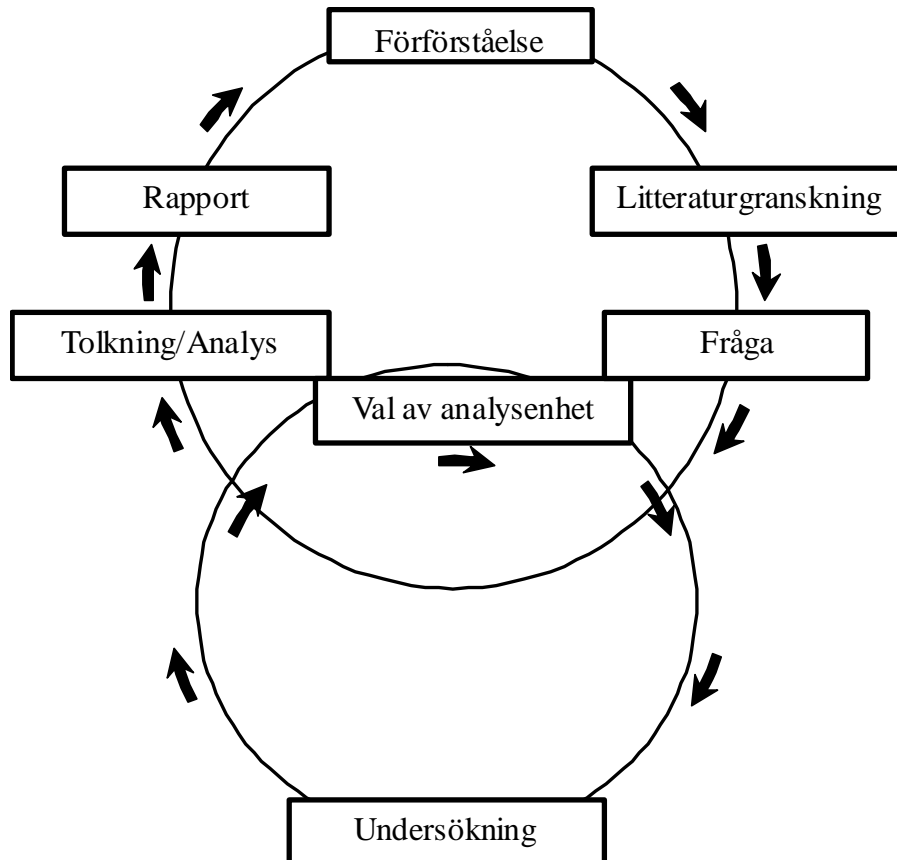 Förförståelse
Rapport
Litteraturgranskning
Tolkning/Analys
Fråga
Val av analysenhet
Undersökning